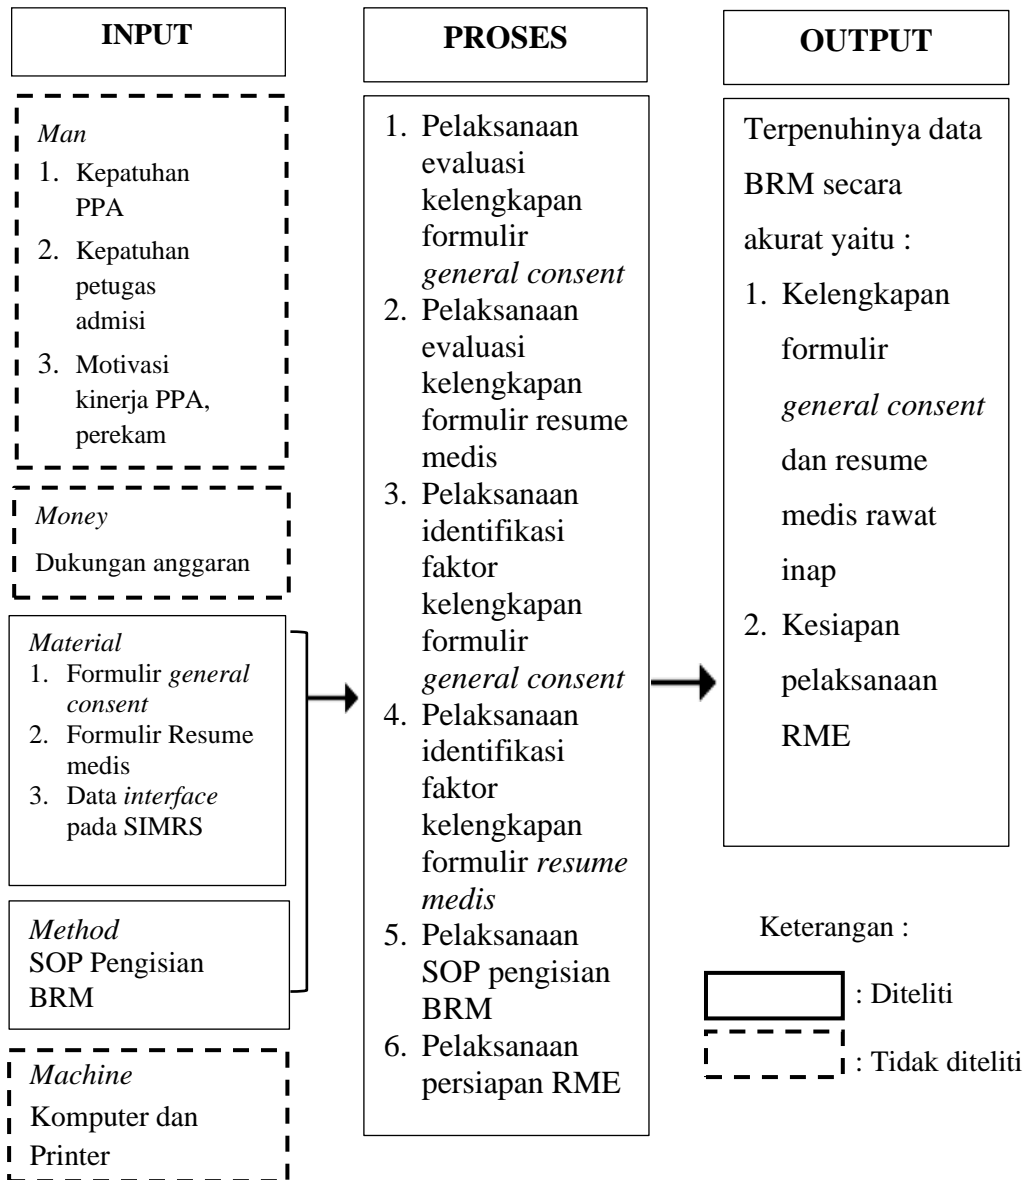 INPUT
Man
1. Kepatuhan
PPA
2. Kepatuhan
petugas
admisi
3. Motivasi
kinerja PPA,
perekam
Money
Dukungan anggaran
Material
1. Formulir general
consent
2. Formulir Resume
medis
3. Data interface
pada SIMRS
Method
SOP Pengisian
BRM
Machine
Komputer dan
Printer
PROSES
1. Pelaksanaan
evaluasi
kelengkapan
formulir
general consent
2. Pelaksanaan
evaluasi
kelengkapan
formulir resume
medis
3. Pelaksanaan
identifikasi
faktor
kelengkapan
formulir
general consent
4. Pelaksanaan
identifikasi
faktor
kelengkapan
formulir resume
medis
5. Pelaksanaan
SOP pengisian
BRM
6. Pelaksanaan
persiapan RME
OUTPUT
Terpenuhinya data
BRM secara
akurat yaitu :
1. Kelengkapan
formulir
general consent
dan resume
medis rawat
inap
2. Kesiapan
pelaksanaan
RME
Keterangan :
: Diteliti
: Tidak diteliti